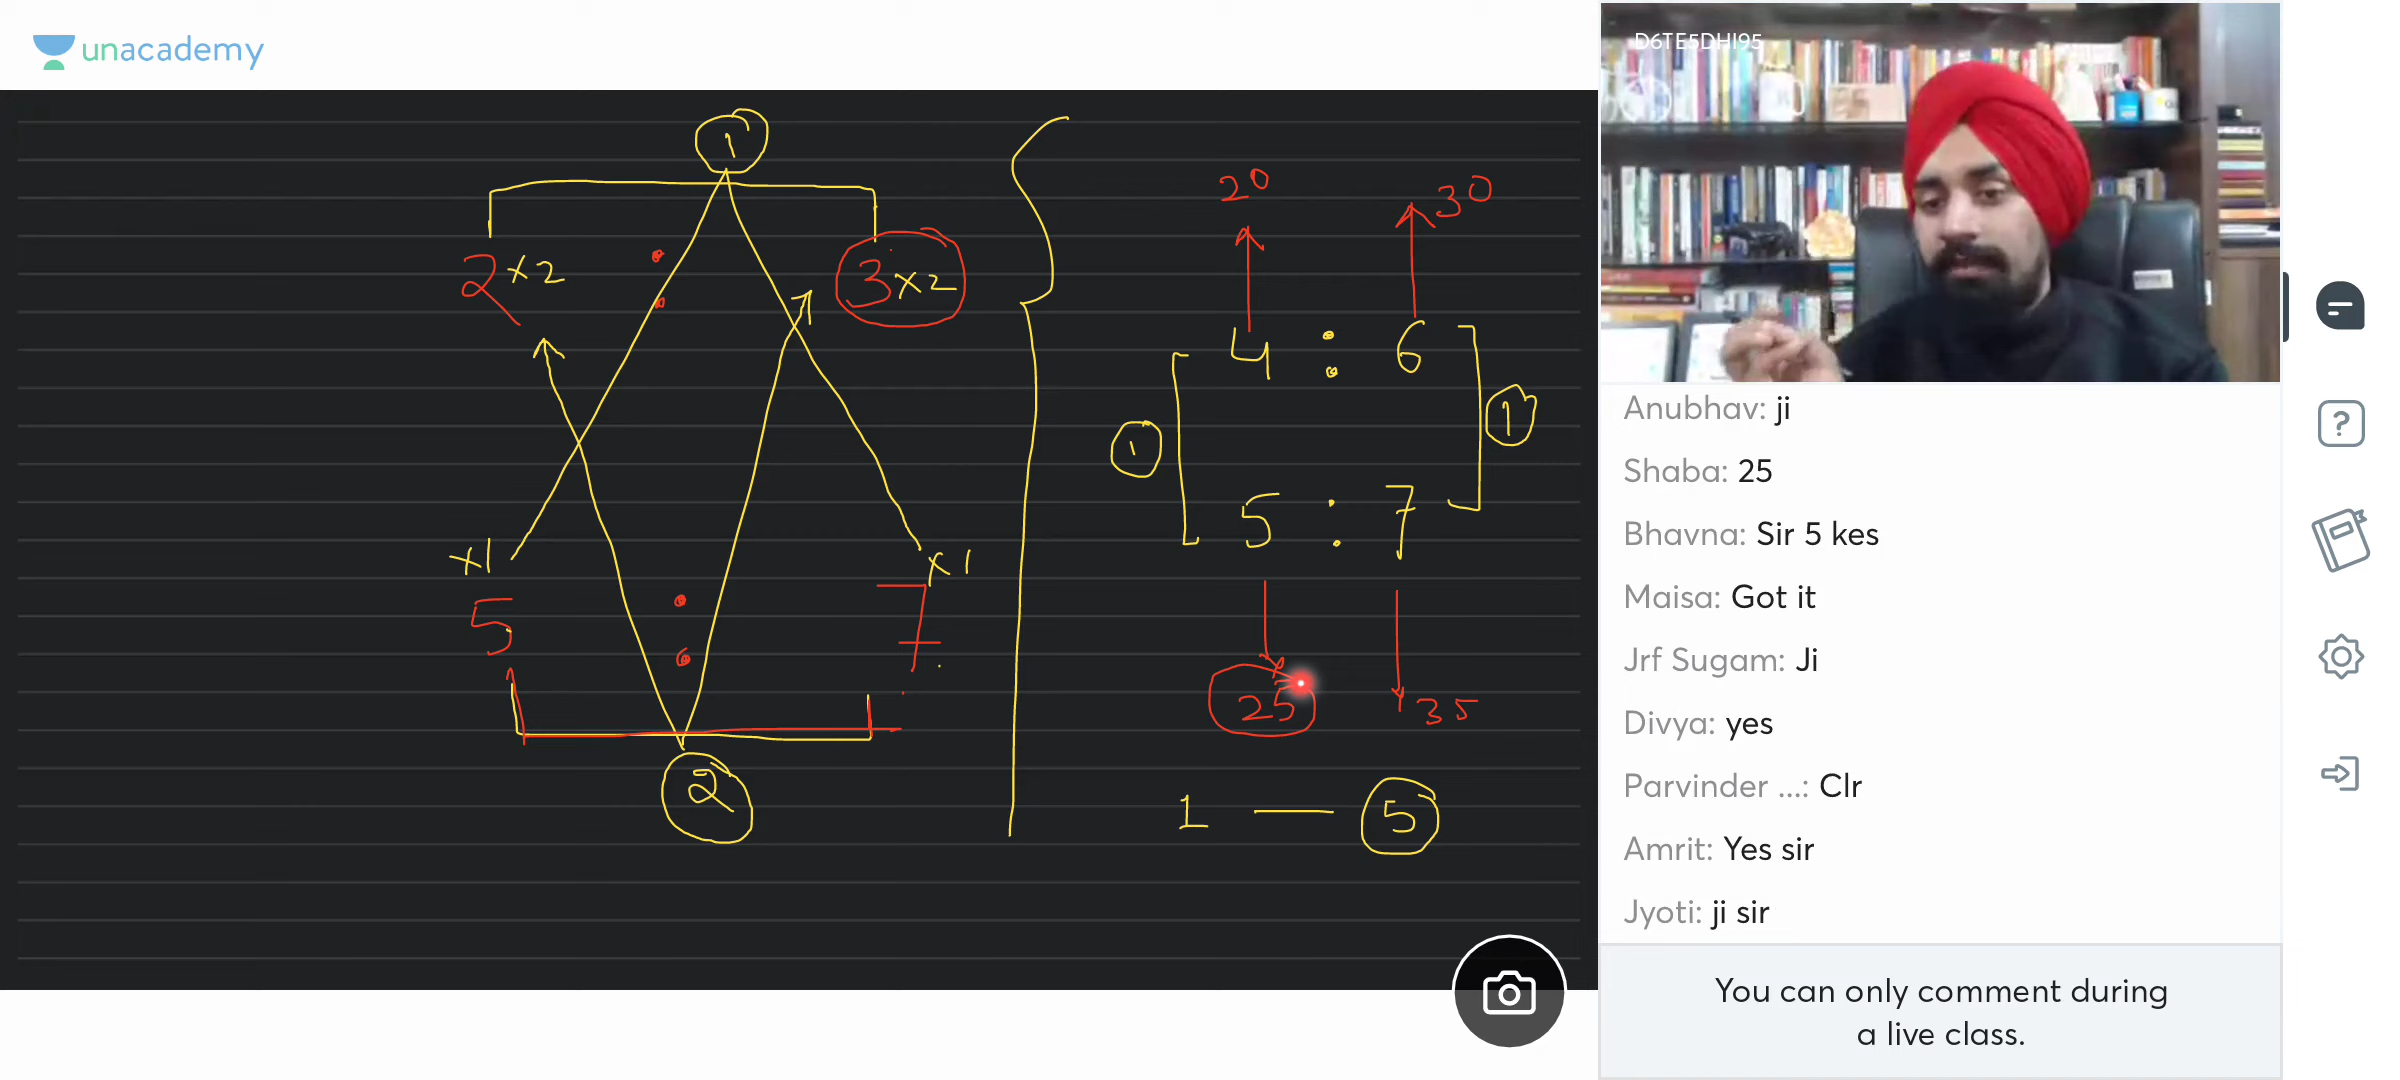 unacademy
D6TE5DHI95
1
2 ×2 : 3 ×2
×1 ×1
5 : 7
2
20 30
4 : 6
1 1
5 : 7
25 35
1 — 5
Anubhav: ji
Shaba: 25
Bhavna: Sir 5 kes
Maisa: Got it
Jrf Sugam: Ji
Divya: yes
Parvinder ...: Clr
Amrit: Yes sir
Jyoti: ji sir
You can only comment during
a live class.
?